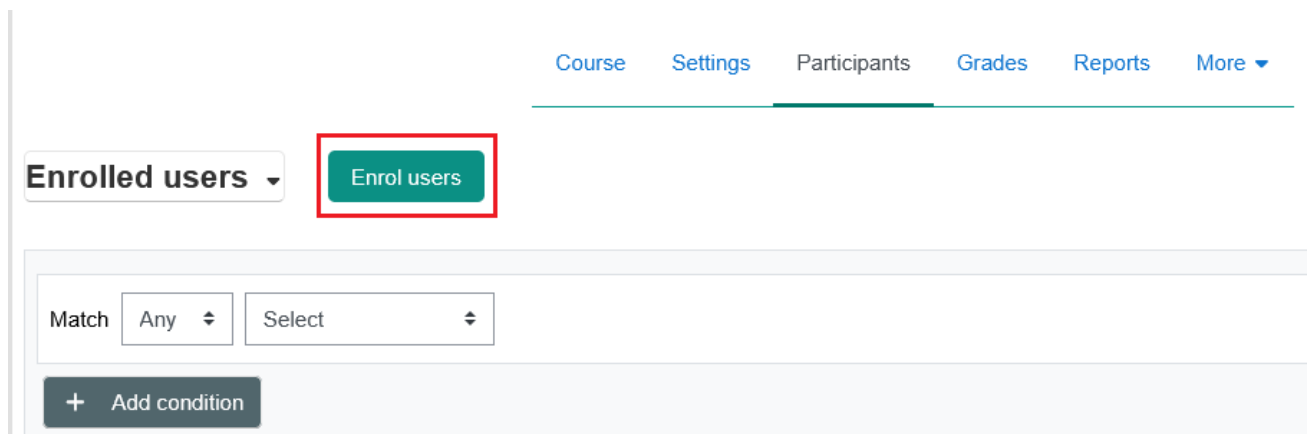 Course Settings Participants Grades Reports More
Enrolled users Enrol users
Match Any Select
+ Add condition